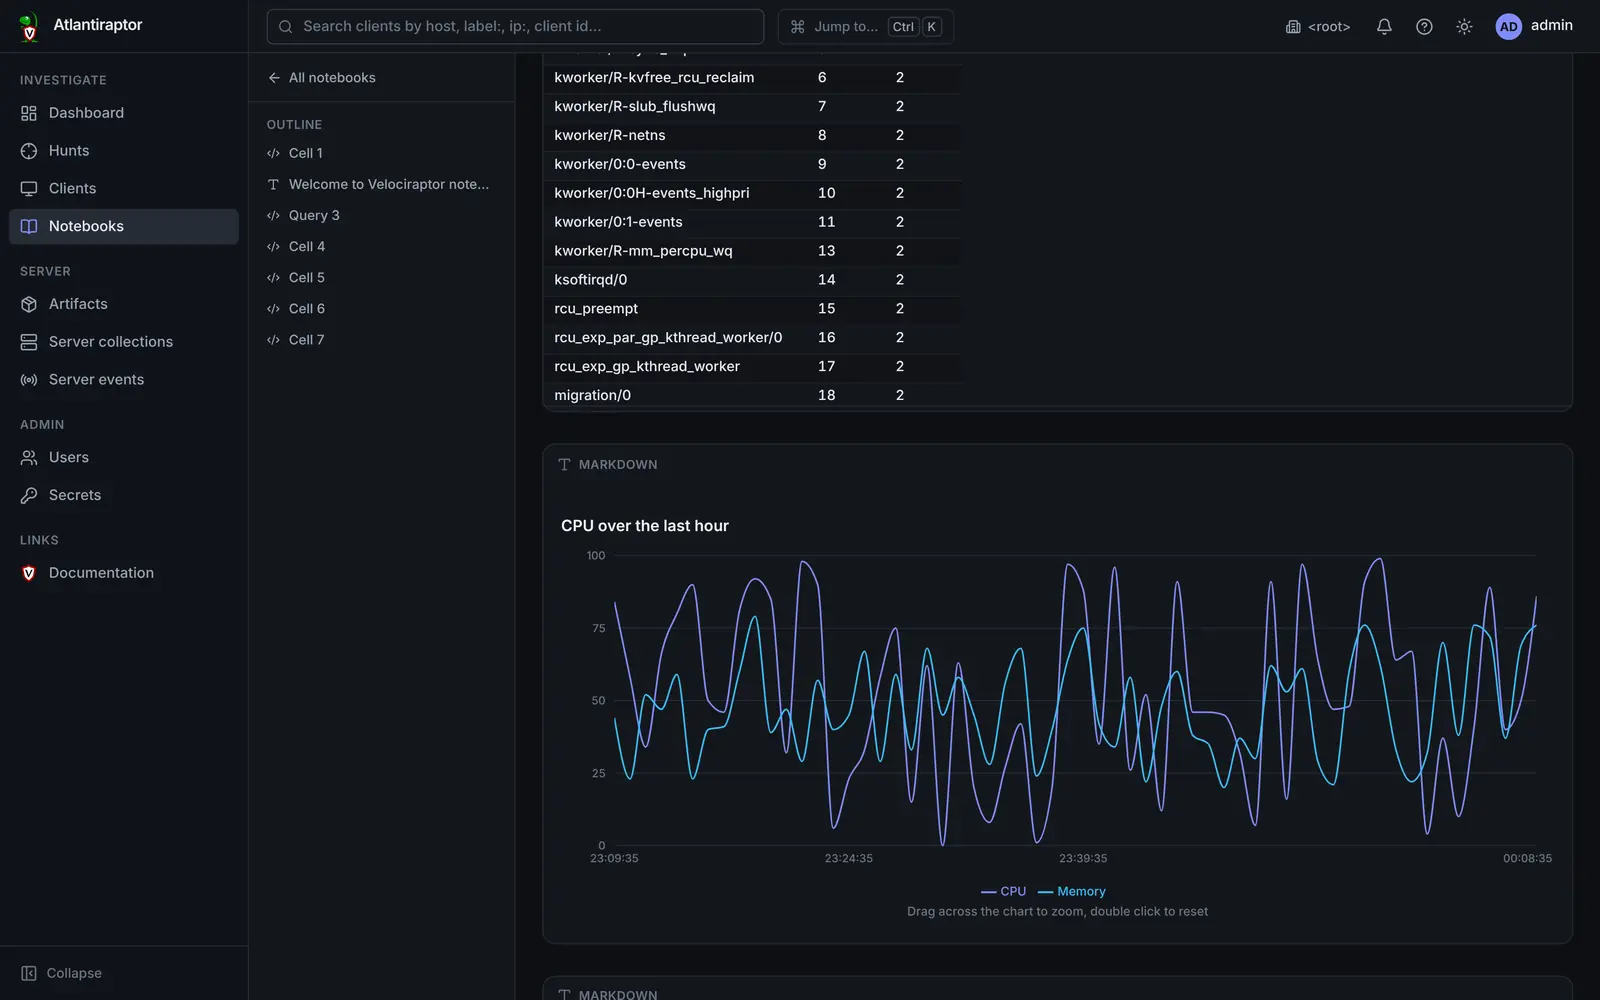 Atlantiraptor
Search clients by host, label:, ip:, client id...
Jump to...
Ctrl
K
<root>
AD
admin
INVESTIGATE
Dashboard
Hunts
Clients
Notebooks
SERVER
Artifacts
Server collections
Server events
ADMIN
Users
Secrets
LINKS
Documentation
Collapse
All notebooks
OUTLINE
Cell 1
Welcome to Velociraptor note...
Query 3
Cell 4
Cell 5
Cell 6
Cell 7
kworker/R-kvfree_rcu_reclaim 6 2
kworker/R-slub_flushwq 7 2
kworker/R-netns 8 2
kworker/0:0-events 9 2
kworker/0:0H-events_highpri 10 2
kworker/0:1-events 11 2
kworker/R-mm_percpu_wq 13 2
ksoftirqd/0 14 2
rcu_preempt 15 2
rcu_exp_par_gp_kthread_worker/0 16 2
rcu_exp_gp_kthread_worker 17 2
migration/0 18 2
MARKDOWN
CPU over the last hour
100
75
50
25
0
23:09:35 23:24:35 23:39:35 00:08:35
CPU Memory
Drag across the chart to zoom, double click to reset
MARKDOWN